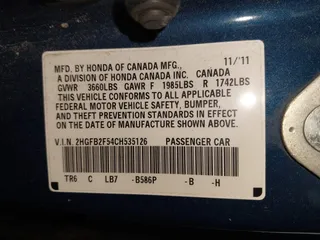 MFD. BY HONDA OF CANADA MFG., 11/'11
A DIVISION OF HONDA CANADA INC. CANADA
GVWR 3660LBS GAWR F 1985LBS R 1742LBS
THIS VEHICLE CONFORMS TO ALL APPLICABLE
FEDERAL MOTOR VEHICLE SAFETY, BUMPER,
AND THEFT PREVENTION STANDARDS IN EFFECT ON
THE DATE OF MANUFACTURE SHOWN ABOVE.
V.I.N. 2HGFB2F54CH535126 PASSENGER CAR
TR6 C LB7 -B586P -B -H